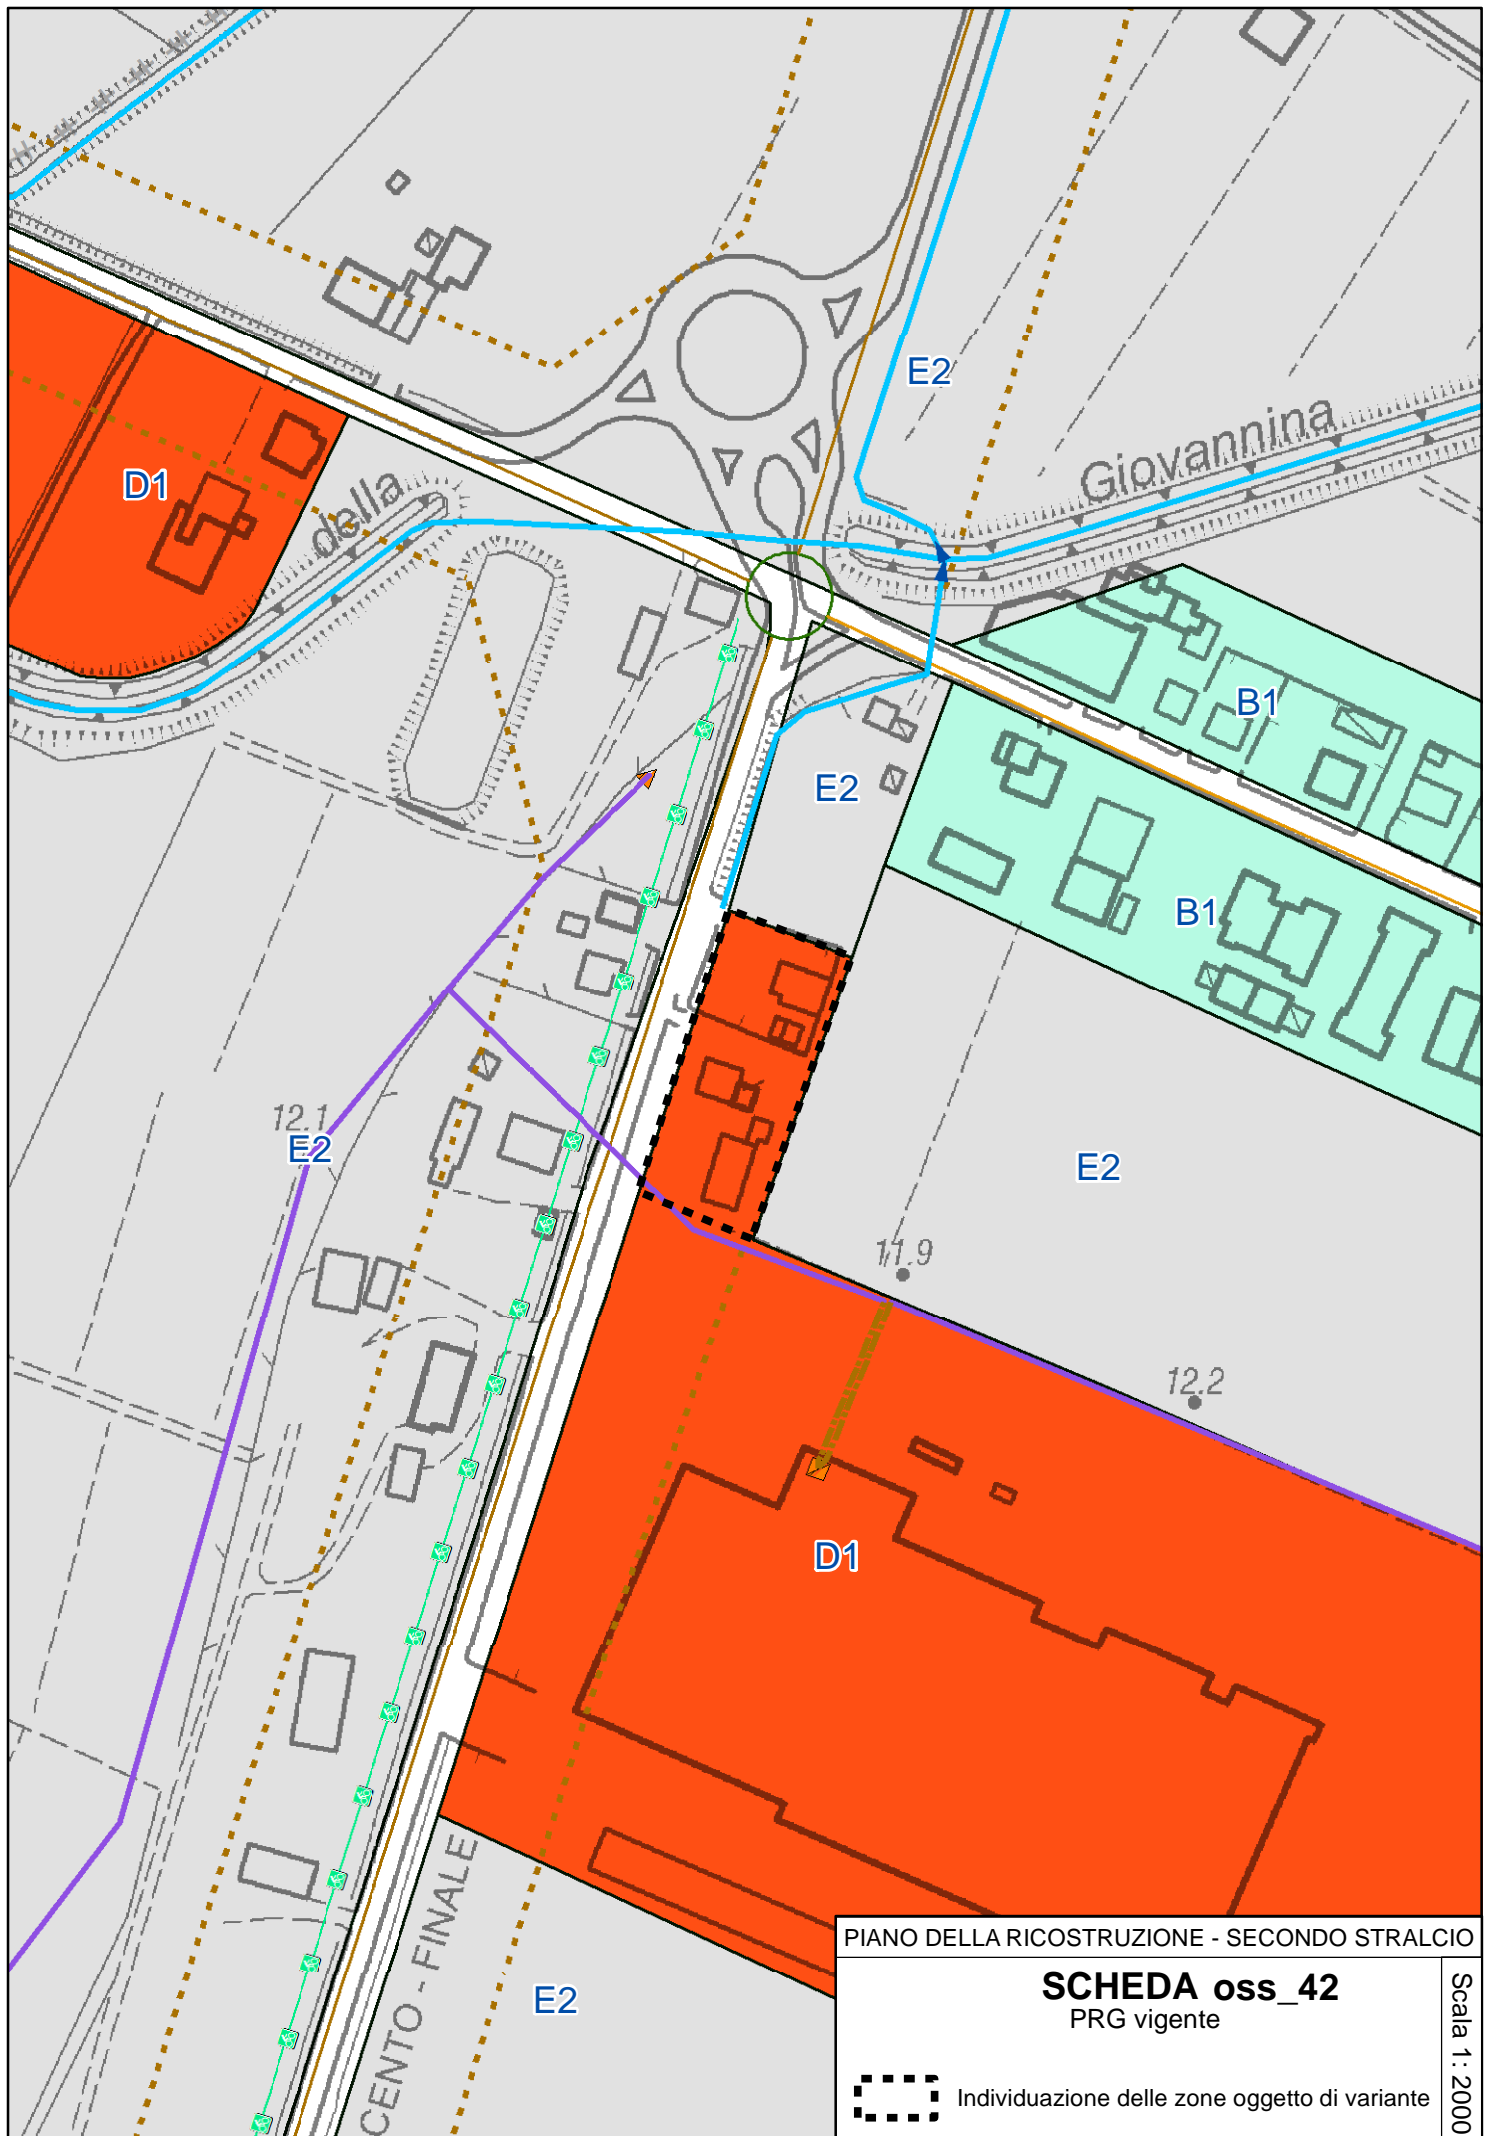 E2
Giovannina
D1
della
B1
E2
B1
12.1
E2
E2
11.9
12.2
D1
CENTO - FINALE
E2
PIANO DELLA RICOSTRUZIONE - SECONDO STRALCIO
SCHEDA oss_42
PRG vigente
Scala 1: 2000
Individuazione delle zone oggetto di variante